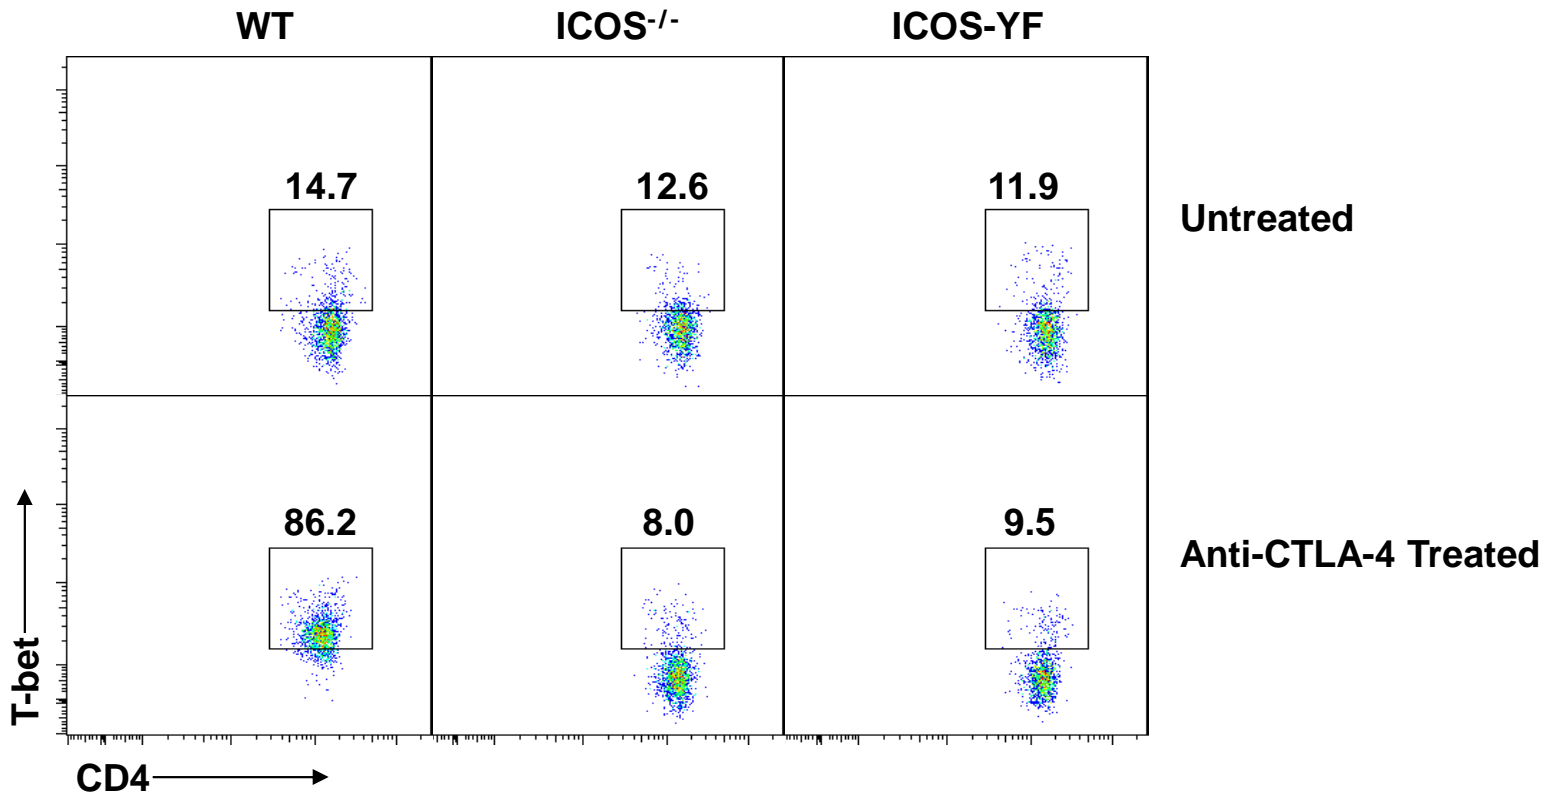 WT ICOS-/- ICOS-YF
14.7 12.6 11.9
Untreated
86.2 8.0 9.5
Anti-CTLA-4 Treated
T-bet
CD4